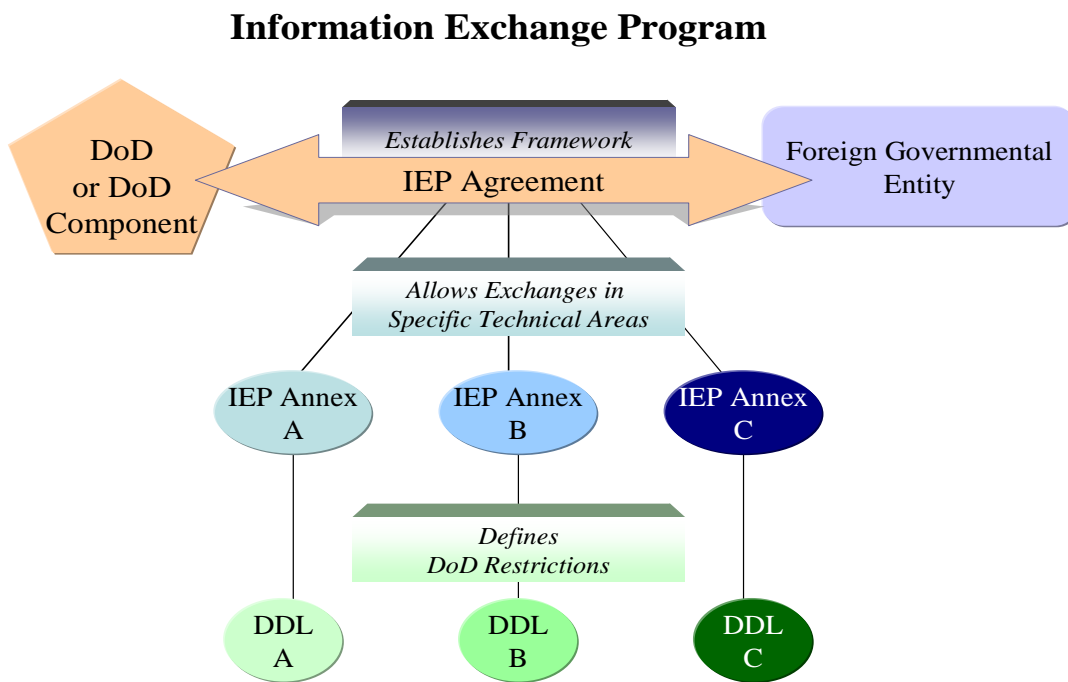 Information Exchange Program
DoD
or DoD
Component
Establishes Framework
IEP Agreement
Foreign Governmental
Entity
Allows Exchanges in
Specific Technical Areas
IEP Annex
A
IEP Annex
B
IEP Annex
C
Defines
DoD Restrictions
DDL
A
DDL
B
DDL
C